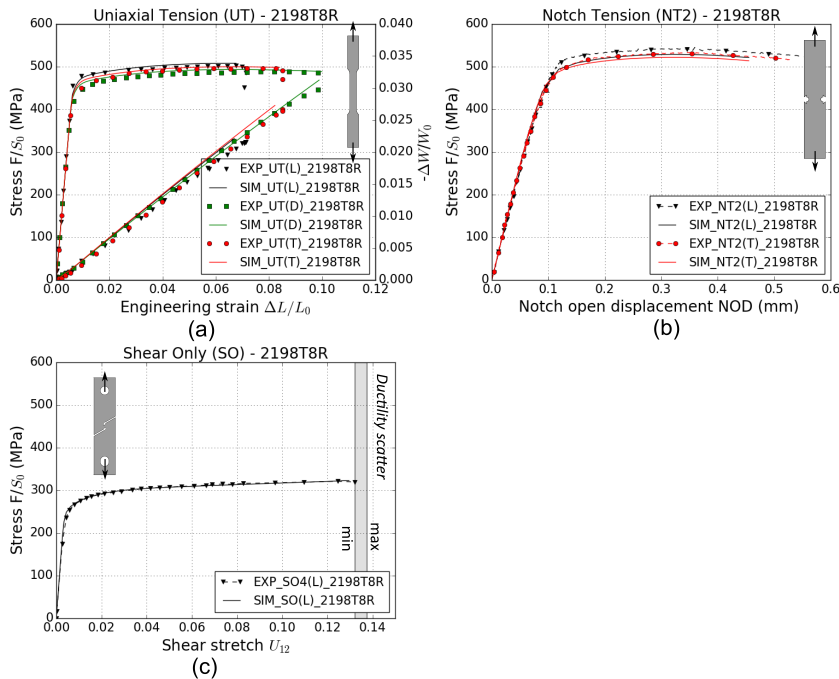 Uniaxial Tension (UT) - 2198T8R
600
500
400
300
200
100
0
Stress F/S₀ (MPa)
0.040
0.035
0.030
0.025
0.020
0.015
0.010
0.005
0.000
-ΔW/W₀
EXP_UT(L)_2198T8R
SIM_UT(L)_2198T8R
EXP_UT(D)_2198T8R
SIM_UT(D)_2198T8R
EXP_UT(T)_2198T8R
SIM_UT(T)_2198T8R
0.00 0.02 0.04 0.06 0.08 0.10 0.12
Engineering strain ΔL/L₀
(a)
Notch Tension (NT2) - 2198T8R
600
500
400
300
200
100
0
Stress F/S₀ (MPa)
EXP_NT2(L)_2198T8R
SIM_NT2(L)_2198T8R
EXP_NT2(T)_2198T8R
SIM_NT2(T)_2198T8R
0.0 0.1 0.2 0.3 0.4 0.5 0.6
Notch open displacement NOD (mm)
(b)
Shear Only (SO) - 2198T8R
600
500
400
300
200
100
0
Stress F/S₀ (MPa)
Ductility scatter
min
max
EXP_SO4(L)_2198T8R
SIM_SO(L)_2198T8R
0.00 0.02 0.04 0.06 0.08 0.10 0.12 0.14
Shear stretch U₁₂
(c)